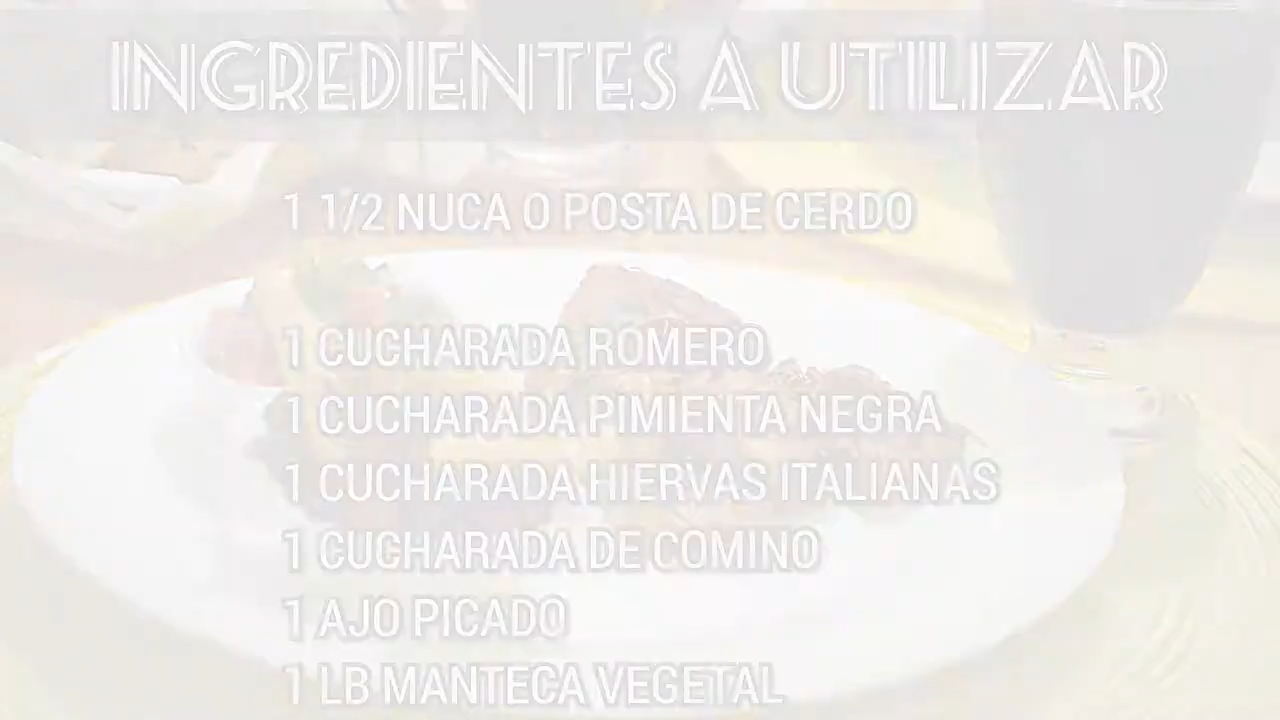 INGREDIENTES A UTILIZAR
1 1/2 NUCA O POSTA DE CERDO
1 CUCHARADA ROMERO
1 CUCHARADA PIMIENTA NEGRA
1 CUCHARADA HIERVAS ITALIANAS
1 CUCHARADA DE COMINO
1 AJO PICADO
1 LB MANTECA VEGETAL